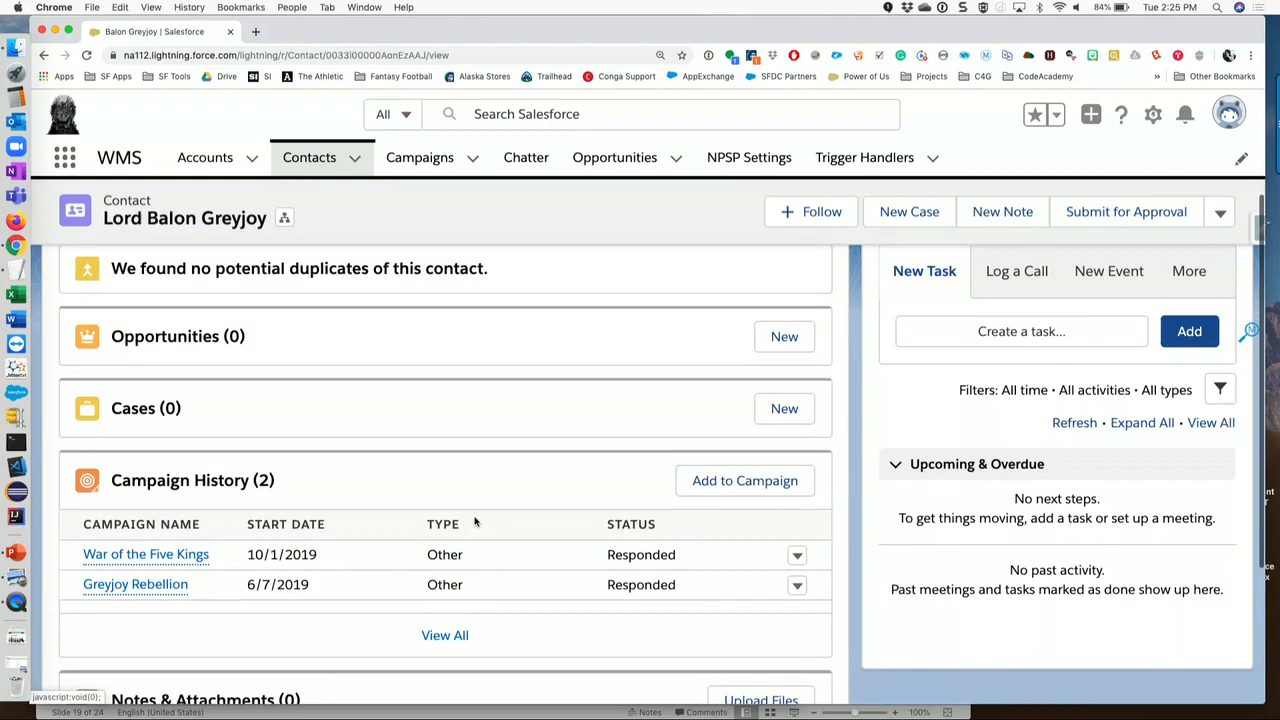 Chrome File Edit View History Bookmarks People Tab Window Help 84% Tue 2:25 PM
Balon Greyjoy | Salesforce
na112.lightning.force.com/lightning/r/Contact/0033i00000AonEzAAJ/view
Apps SF Apps SF Tools Drive SI The Athletic Fantasy Football Alaska Stores Trailhead Conga Support AppExchange SFDC Partners Power of Us Projects C4G CodeAcademy » Other Bookmarks
All Search Salesforce
WMS Accounts Contacts Campaigns Chatter Opportunities NPSP Settings Trigger Handlers
Contact
Lord Balon Greyjoy
+ Follow New Case New Note Submit for Approval
We found no potential duplicates of this contact.
Opportunities (0) New
Cases (0) New
Campaign History (2) Add to Campaign
CAMPAIGN NAME START DATE TYPE STATUS
War of the Five Kings 10/1/2019 Other Responded
Greyjoy Rebellion 6/7/2019 Other Responded
View All
Notes & Attachments (0) Upload Files
New Task Log a Call New Event More
Create a task... Add
Filters: All time • All activities • All types
Refresh • Expand All • View All
Upcoming & Overdue
No next steps.
To get things moving, add a task or set up a meeting.
No past activity.
Past meetings and tasks marked as done show up here.
javascript:void(0);
Slide 19 of 24 English (United States) Notes Comments 100%